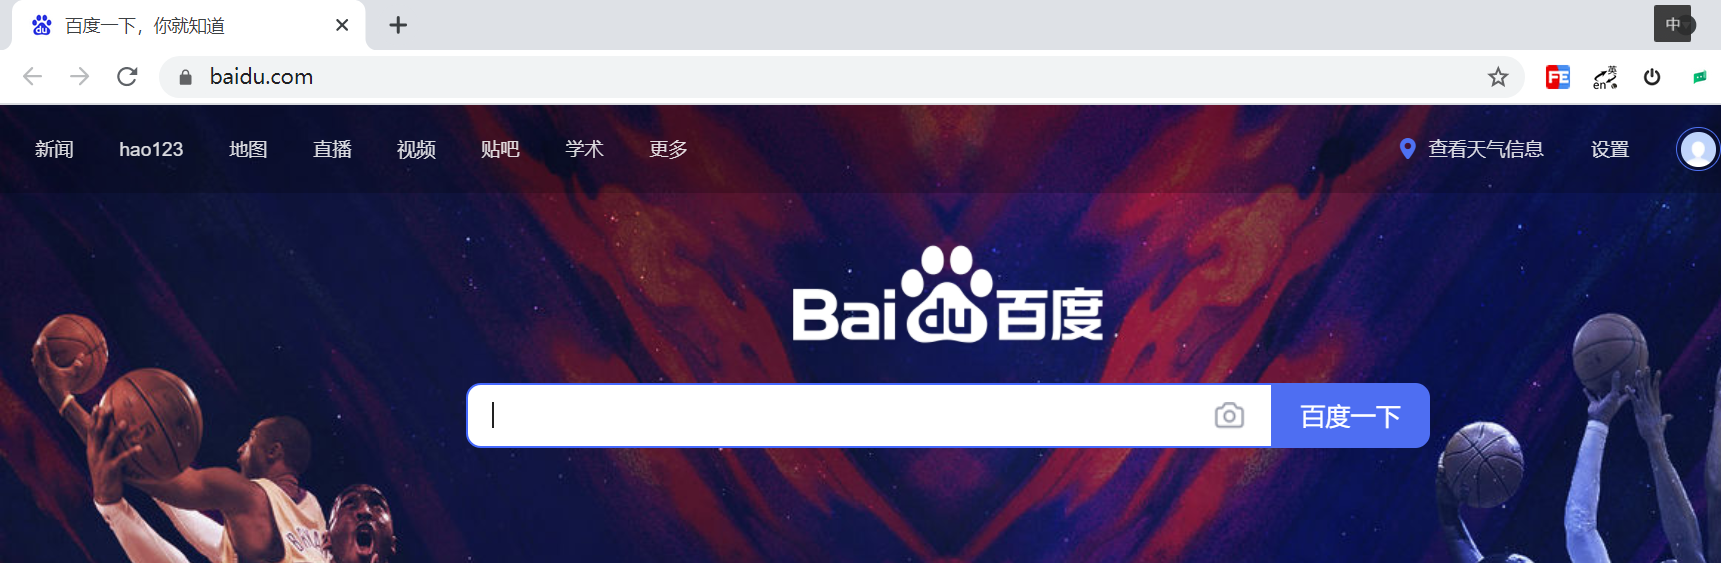 百度一下，你就知道
中
baidu.com
FE
英
en
新闻 hao123 地图 直播 视频 贴吧 学术 更多 查看天气信息 设置
Bai du 百度
百度一下